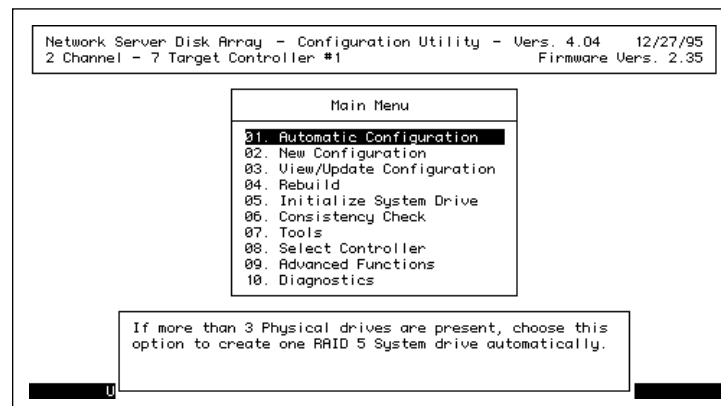 Network Server Disk Array - Configuration Utility - Vers. 4.04 12/27/95
2 Channel - 7 Target Controller #1 Firmware Vers. 2.35
Main Menu
01. Automatic Configuration
02. New Configuration
03. View/Update Configuration
04. Rebuild
05. Initialize System Drive
06. Consistency Check
07. Tools
08. Select Controller
09. Advanced Functions
10. Diagnostics
If more than 3 Physical drives are present, choose this
option to create one RAID 5 System drive automatically.
U